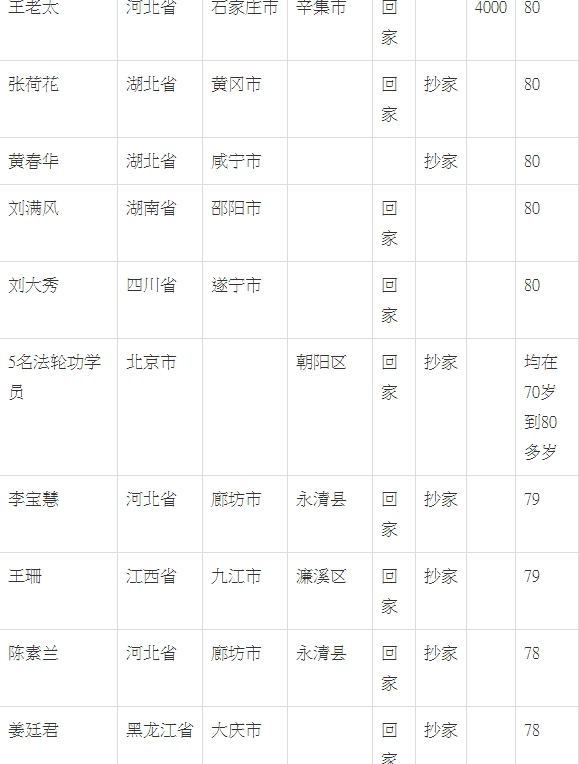 王老太 河北省 石家庄市 辛集市 回家 4000 80
张荷花 湖北省 黄冈市 回家 抄家 80
黄春华 湖北省 咸宁市 抄家 80
刘满风 湖南省 邵阳市 回家 80
刘大秀 四川省 遂宁市 回家 80
5名法轮功学员 北京市 朝阳区 回家 抄家 均在70岁到80多岁
李宝慧 河北省 廊坊市 永清县 回家 抄家 79
王珊 江西省 九江市 濂溪区 回家 抄家 79
陈素兰 河北省 廊坊市 永清县 回家 抄家 78
姜廷君 黑龙江省 大庆市 回家 抄家 78